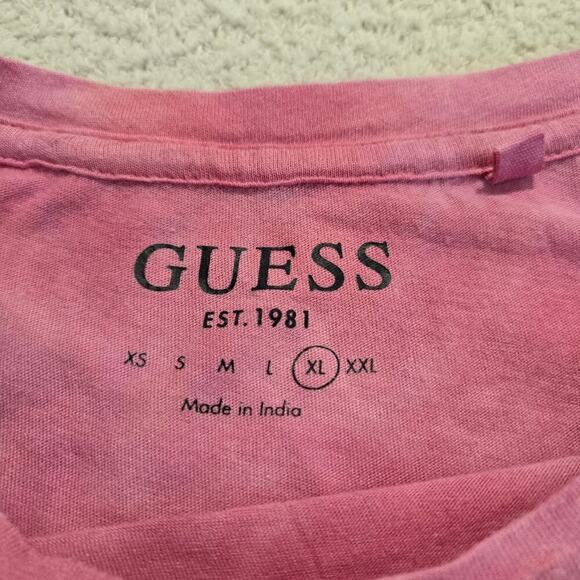 GUESS
EST. 1981
XS S M L XL XXL
Made in India